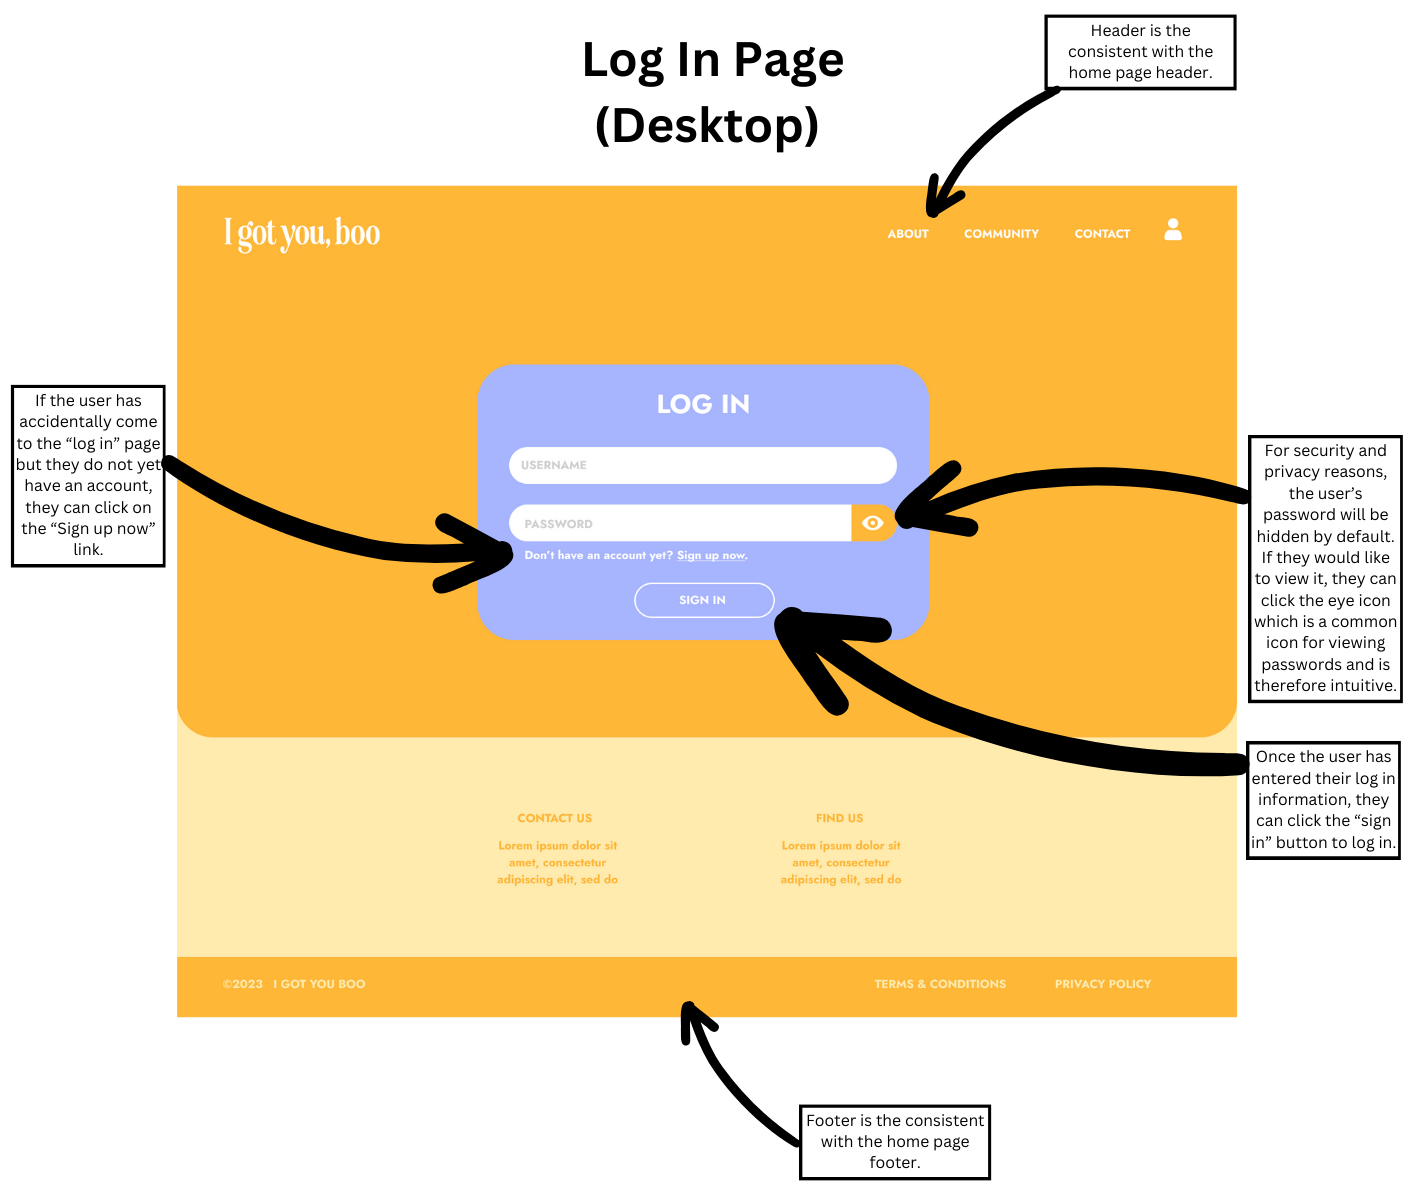 Log In Page
(Desktop)
Header is the
consistent with the
home page header.
I got you, boo
ABOUT
COMMUNITY
CONTACT
If the user has
accidentally come
to the “log in” page
but they do not yet
have an account,
they can click on
the “Sign up now”
link.
LOG IN
USERNAME
PASSWORD
Don't have an account yet? Sign up now.
SIGN IN
For security and
privacy reasons,
the user’s
password will be
hidden by default.
If they would like
to view it, they can
click the eye icon
which is a common
icon for viewing
passwords and is
therefore intuitive.
Once the user has
entered their log in
information, they
can click the “sign
in” button to log in.
CONTACT US
Lorem ipsum dolor sit
amet, consectetur
adipiscing elit, sed do
FIND US
Lorem ipsum dolor sit
amet, consectetur
adipiscing elit, sed do
©2023 I GOT YOU BOO
TERMS & CONDITIONS
PRIVACY POLICY
Footer is the consistent
with the home page
footer.